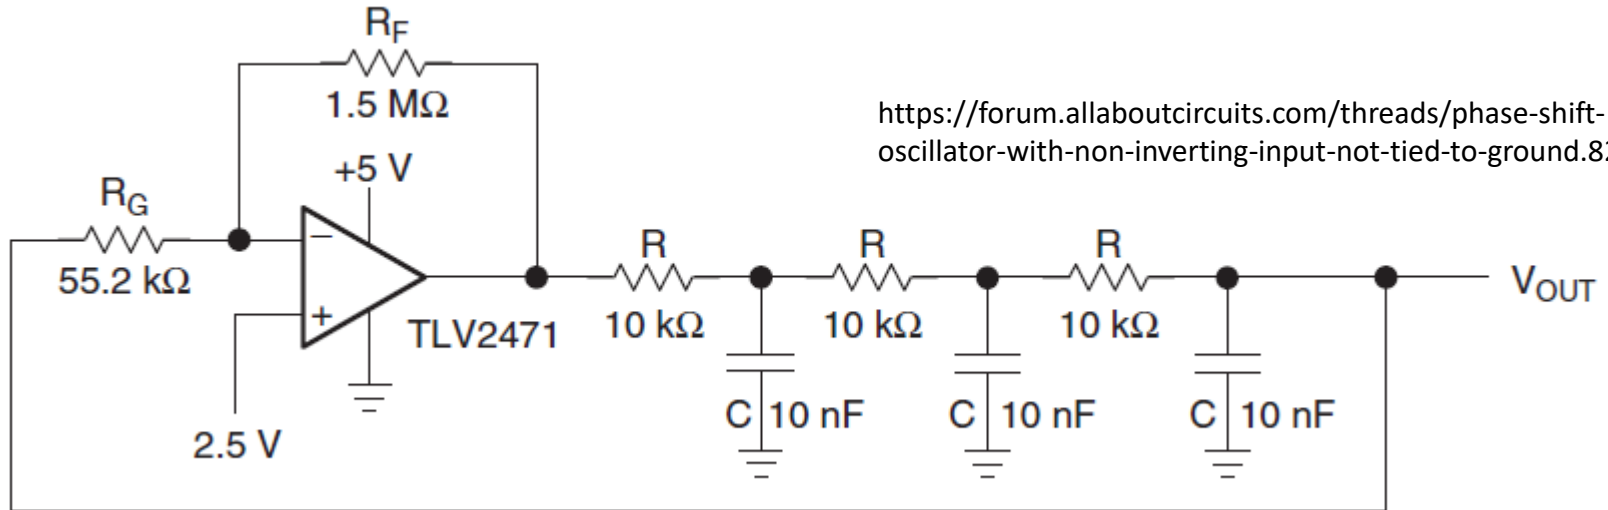 R_F
1.5 MΩ
https://forum.allaboutcircuits.com/threads/phase-shift-
oscillator-with-non-inverting-input-not-tied-to-ground.82
+5 V
R_G
55.2 kΩ
−
+
TLV2471
2.5 V
R
10 kΩ
R
10 kΩ
R
10 kΩ
V_OUT
C 10 nF
C 10 nF
C 10 nF